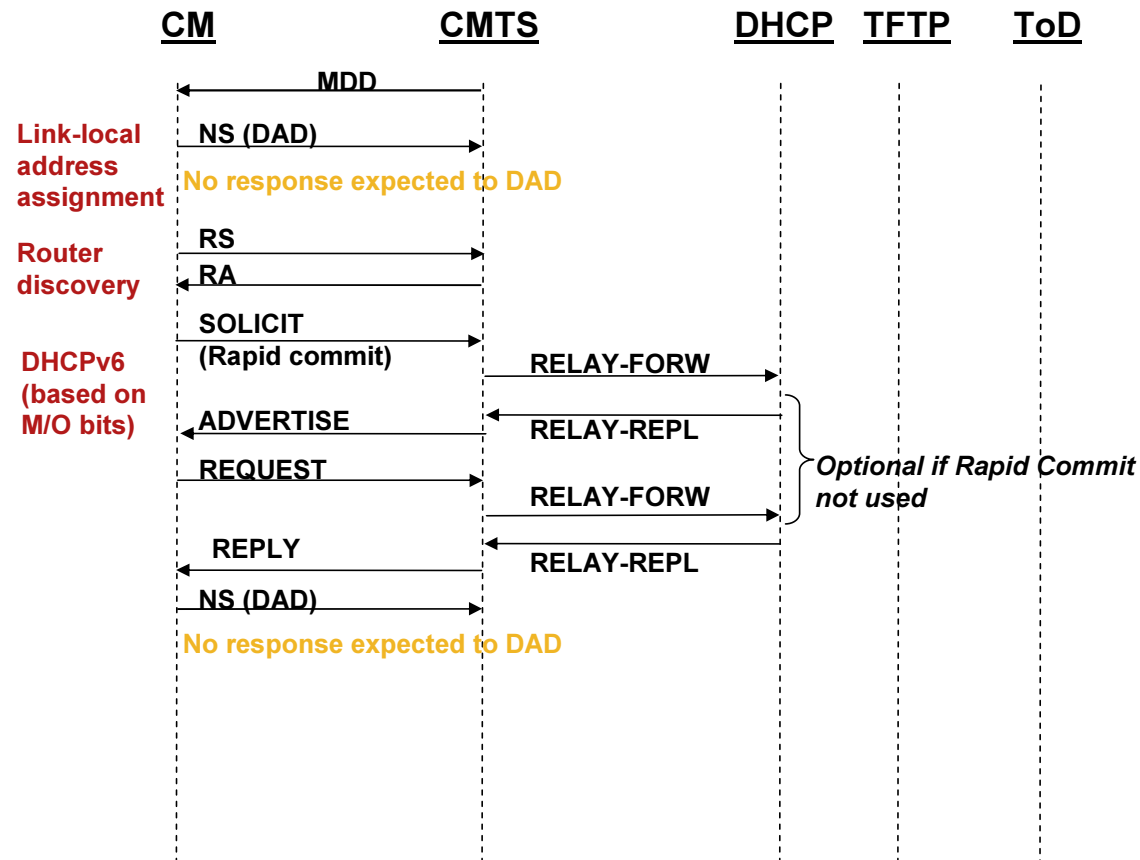 CM CMTS DHCP TFTP ToD
MDD
Link-local
address
assignment
NS (DAD)
No response expected to DAD
Router
discovery
RS
RA
DHCPv6
(based on
M/O bits)
SOLICIT
(Rapid commit)
RELAY-FORW
ADVERTISE
RELAY-REPL
REQUEST
RELAY-FORW
Optional if Rapid Commit
not used
REPLY
RELAY-REPL
NS (DAD)
No response expected to DAD